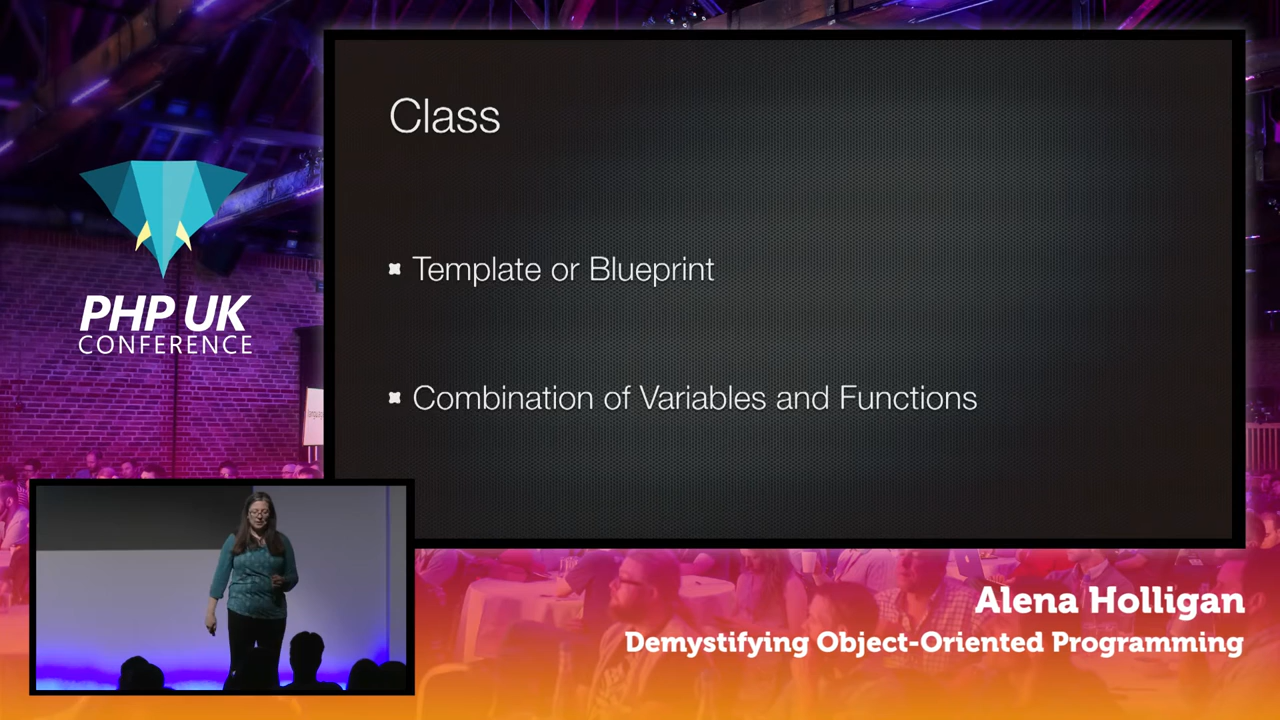 Class
Template or Blueprint
Combination of Variables and Functions
PHP UK
CONFERENCE
Alena Holligan
Demystifying Object-Oriented Programming